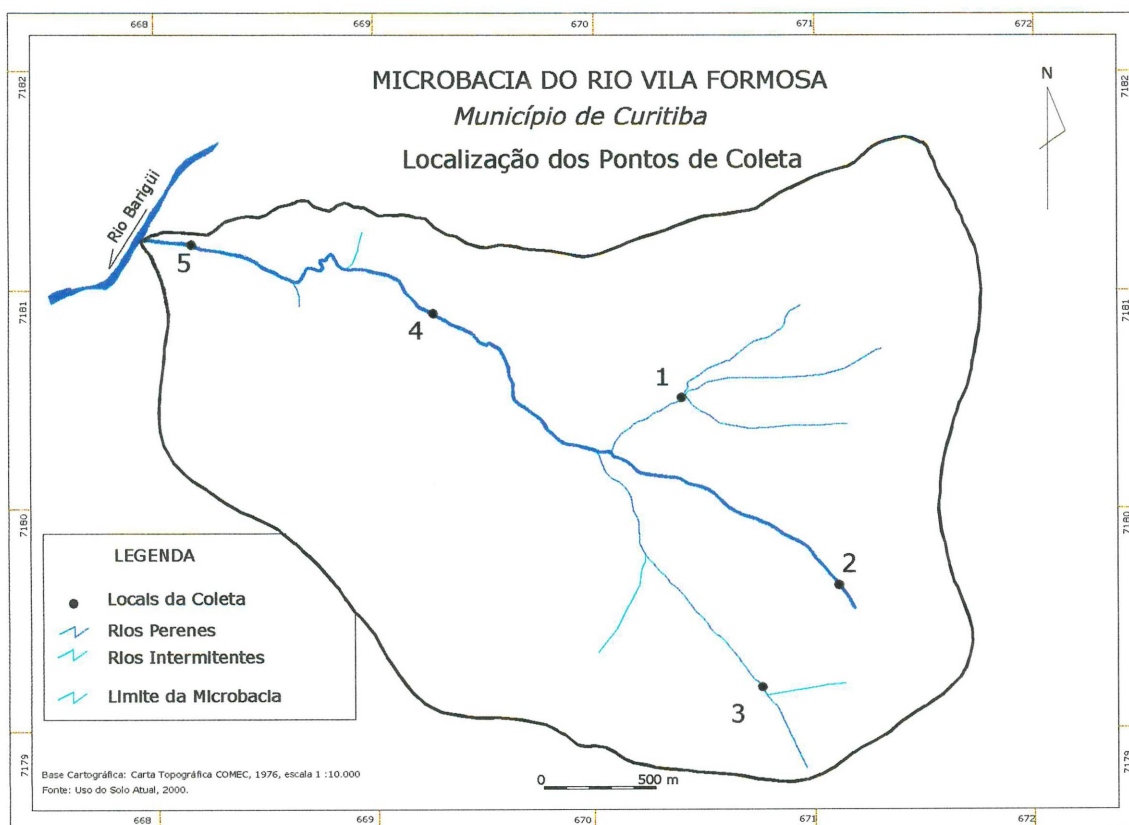 668 669 670 671 672
7182 7182
MICROBACIA DO RIO VILA FORMOSA
Município de Curitiba
Localização dos Pontos de Coleta
N
Rio Barigüi
5
7181 7181
4
1
7180 7180
2
3
LEGENDA
Locais da Coleta
Rios Perenes
Rios Intermitentes
Limite da Microbacia
7179 7179
Base Cartográfica: Carta Topográfica COMEC, 1976, escala 1 :10.000
Fonte: Uso do Solo Atual, 2000.
0 500 m
668 669 670 671 672